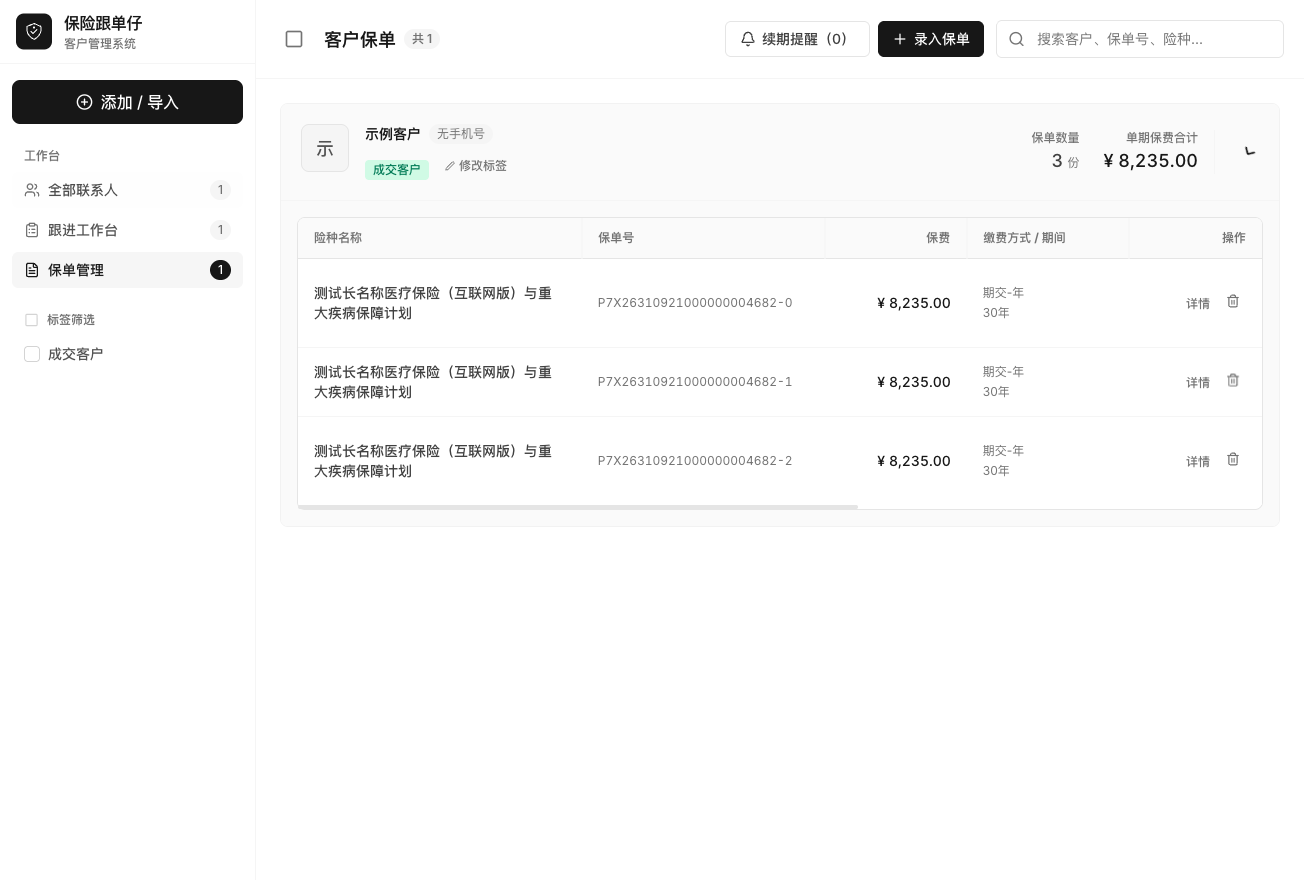 保险跟单仔
客户管理系统
添加 / 导入
工作台
全部联系人 1
跟进工作台 1
保单管理 1
标签筛选
成交客户
客户保单 共 1
续期提醒（0）
录入保单
搜索客户、保单号、险种...
示
示例客户 无手机号
成交客户 修改标签
保单数量
3 份
单期保费合计
¥ 8,235.00
险种名称 保单号 保费 缴费方式 / 期间 操作
测试长名称医疗保险（互联网版）与重
大疾病保障计划
P7X26310921000000004682-0
¥ 8,235.00
期交-年
30年
详情
测试长名称医疗保险（互联网版）与重
大疾病保障计划
P7X26310921000000004682-1
¥ 8,235.00
期交-年
30年
详情
测试长名称医疗保险（互联网版）与重
大疾病保障计划
P7X26310921000000004682-2
¥ 8,235.00
期交-年
30年
详情